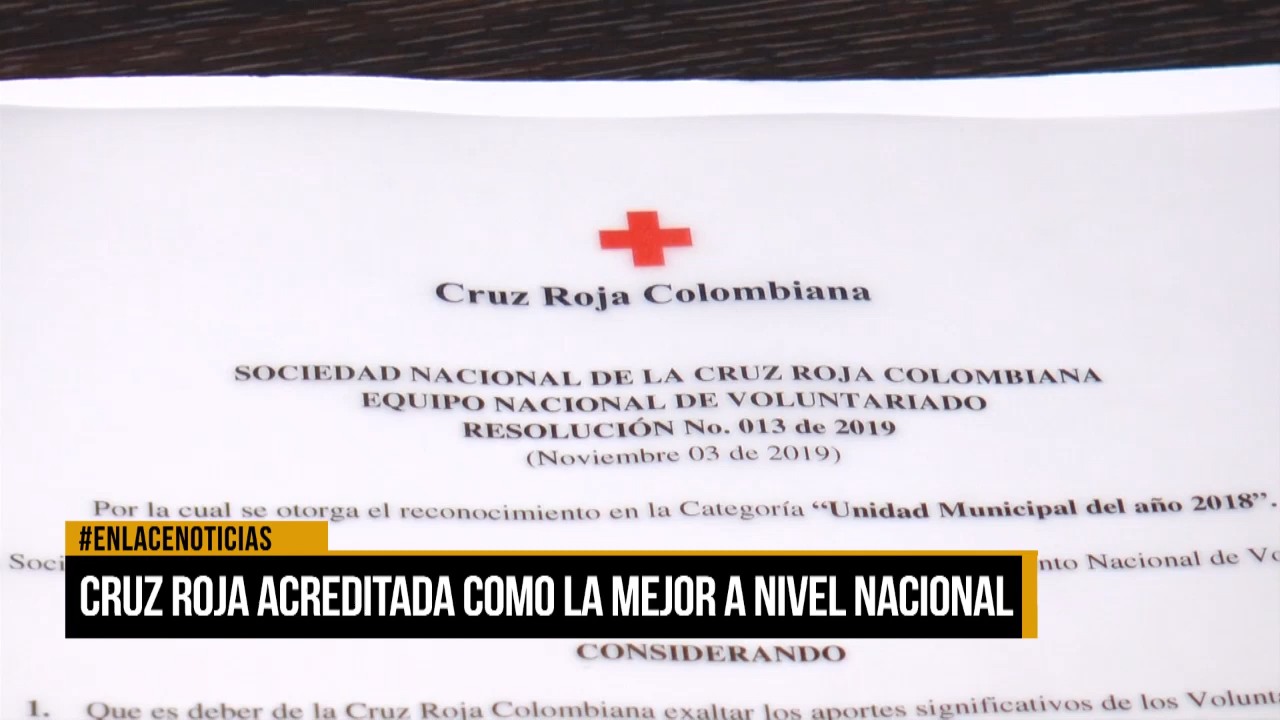 Cruz Roja Colombiana
SOCIEDAD NACIONAL DE LA CRUZ ROJA COLOMBIANA
EQUIPO NACIONAL DE VOLUNTARIADO
RESOLUCIÓN No. 013 de 2019
(Noviembre 03 de 2019)
Por la cual se otorga el reconocimiento en la Categoría “Unidad Municipal del año 2018”.
#ENLACENOTICIAS
Nacional de
CRUZ ROJA ACREDITADA COMO LA MEJOR A NIVEL NACIONAL
CONSIDERANDO
1. Que es deber de la Cruz Roja Colombiana exaltar los aportes significativos de los